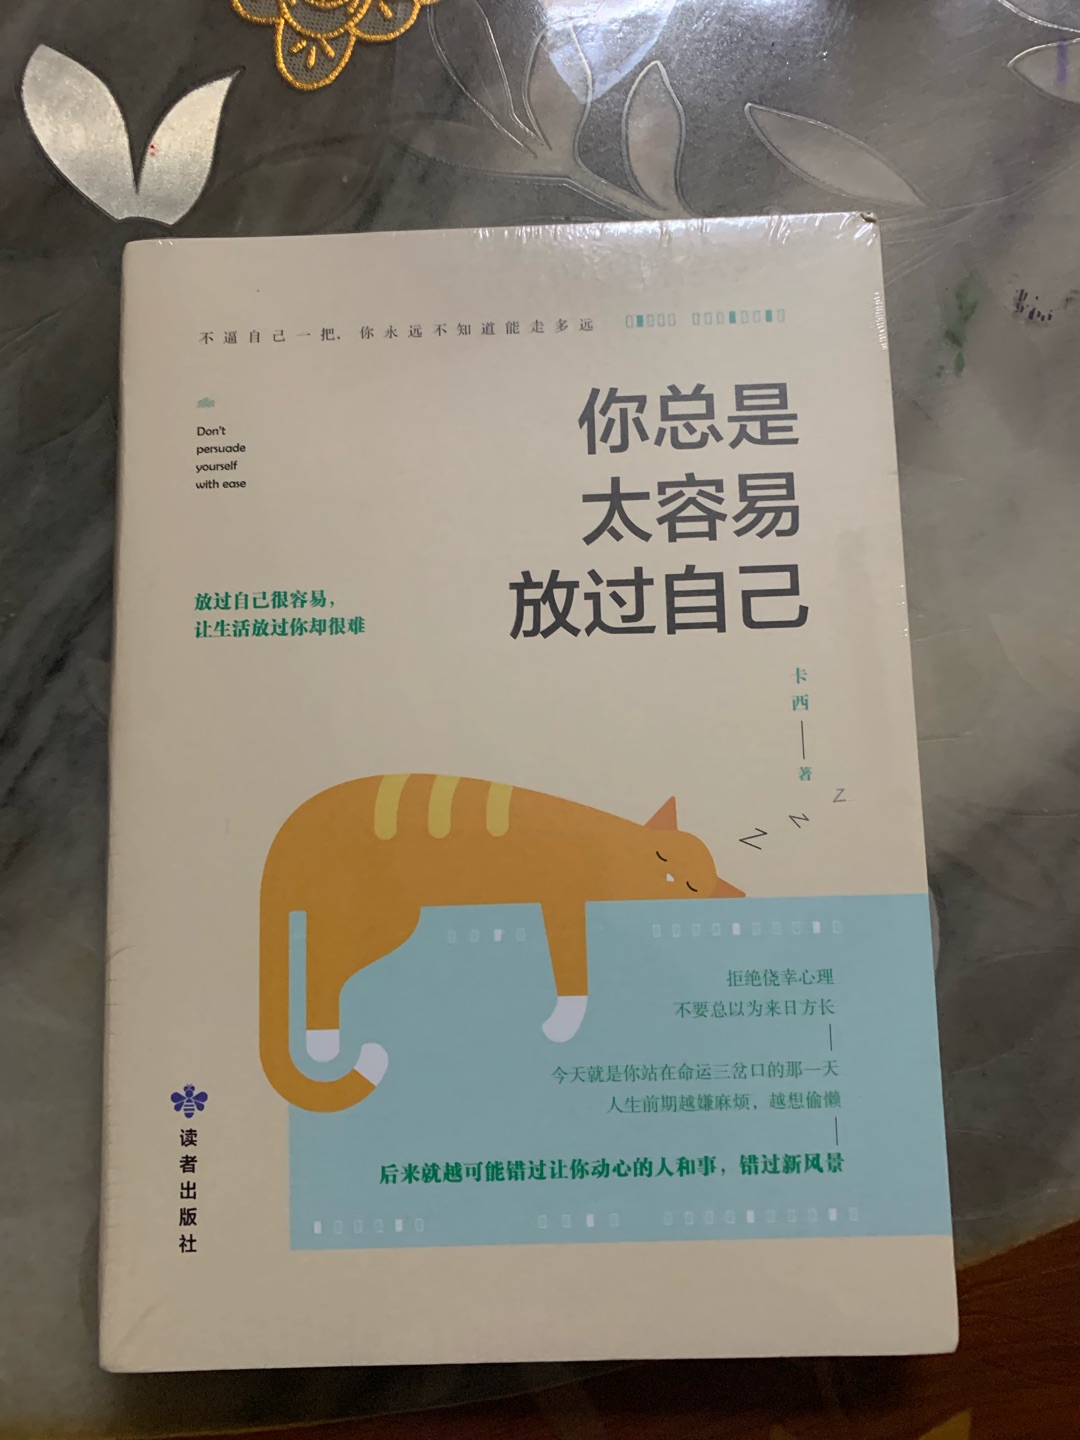 不逼自己一把，你永远不知道能走多远
Don't
persuade
yourself
with ease
你总是
太容易
放过自己
放过自己很容易，
让生活放过你却很难
卡西——著
z
z
z
拒绝侥幸心理
不要总以为来日方长
今天就是你站在命运三岔口的那一天
人生前期越嫌麻烦，越想偷懒
后来就越可能错过让你动心的人和事，错过新风景
读者出版社